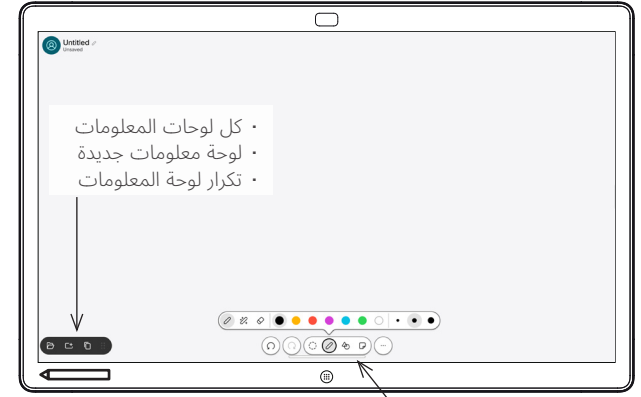 Untitled
Unsaved
• كل لوحات المعلومات
• لوحة معلومات جديدة
• تكرار لوحة المعلومات